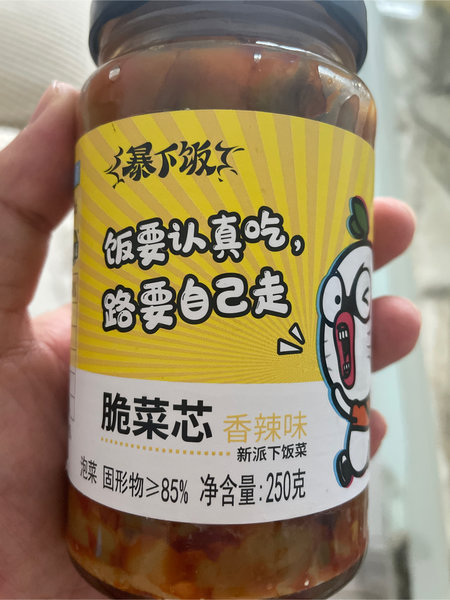 暴下饭
饭要认真吃，
路要自己走
脆菜芯 香辣味
新派下饭菜
泡菜 固形物≥85% 净含量:250克